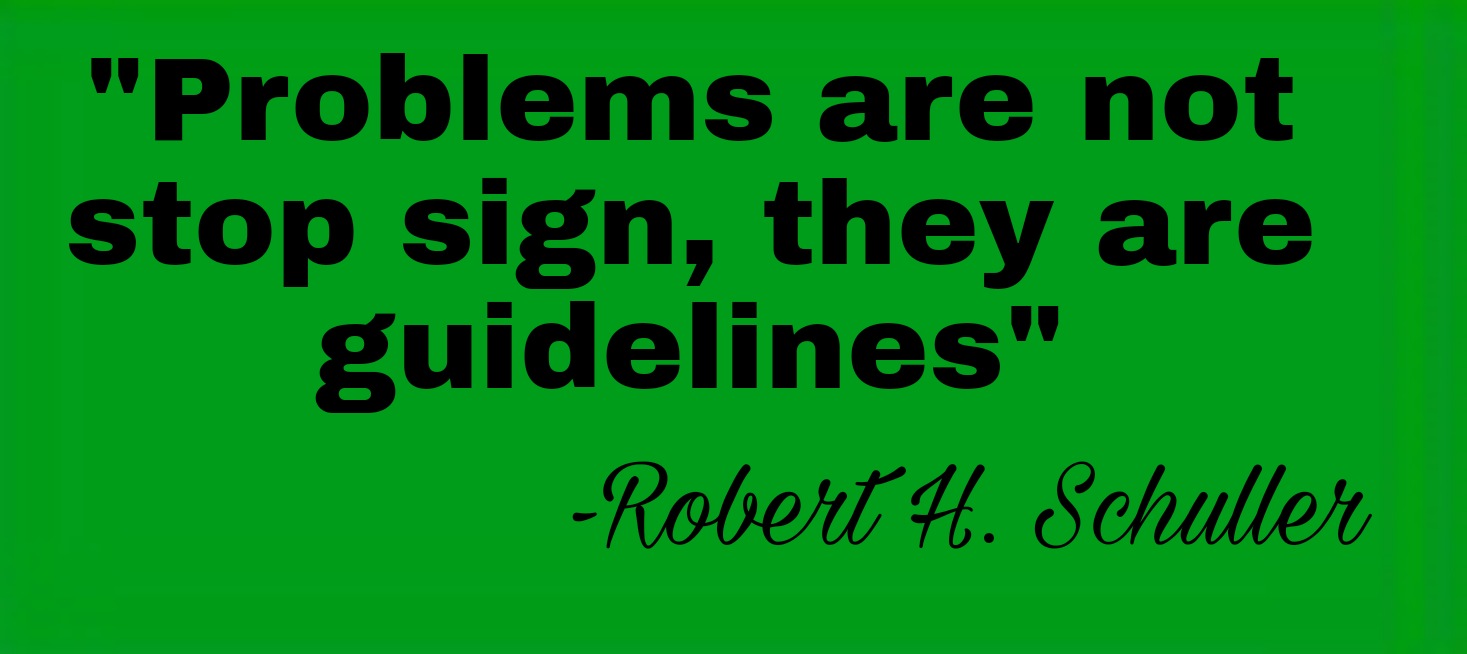 "Problems are not
stop sign, they are
guidelines"
-Robert H. Schuller